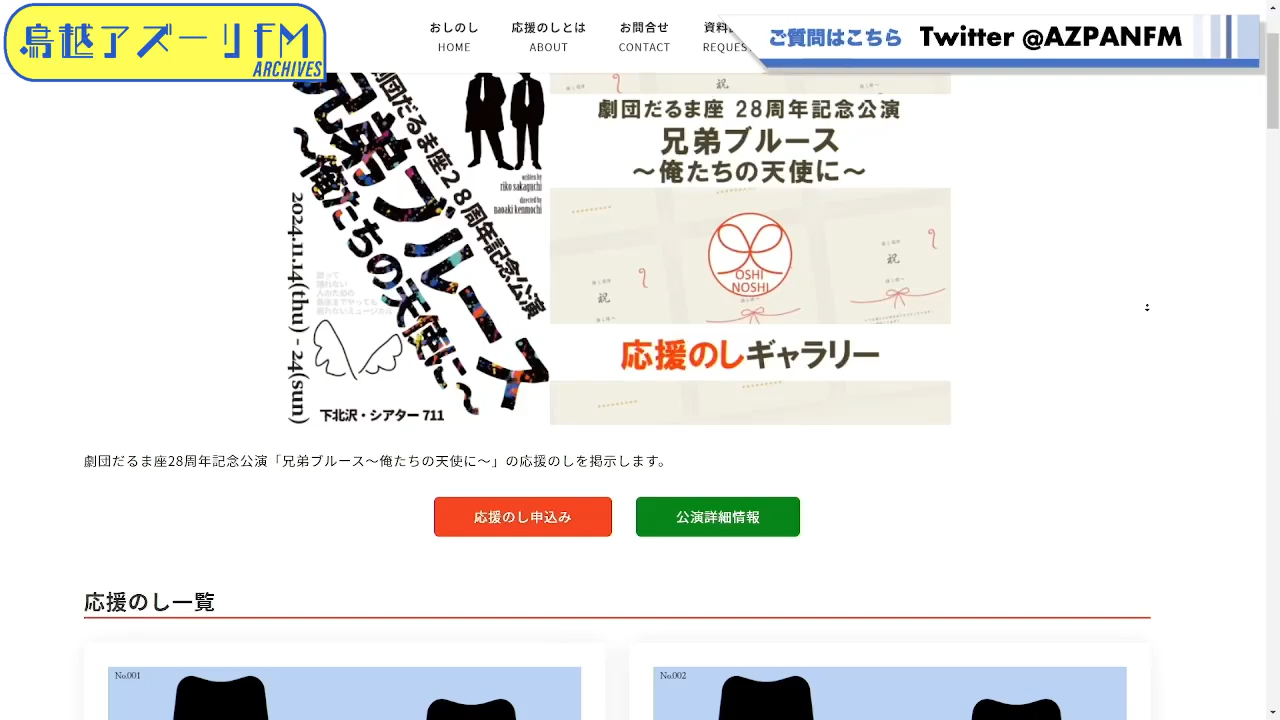 鳥越アズーリFM
ARCHIVES
おしのし
HOME
応援のしとは
ABOUT
お問合せ
CONTACT
資料
REQUES
ご質問はこちら Twitter @AZPANFM
劇団だるま座28周年記念公演
兄弟ブルース
〜俺たちの天使に〜
written by
riko sakaguchi
directed by
naoaki kenmochi
2024.11.14(thu) - 24(sun)
下北沢・シアター 711
劇団だるま座 28周年記念公演
兄弟ブルース
〜俺たちの天使に〜
祝
OSHI
NOSHI
祝
祝
応援のしギャラリー
劇団だるま座28周年記念公演「兄弟ブルース〜俺たちの天使に〜」の応援のしを掲示します。
応援のし申込み
公演詳細情報
応援のし一覧
No.001
No.002